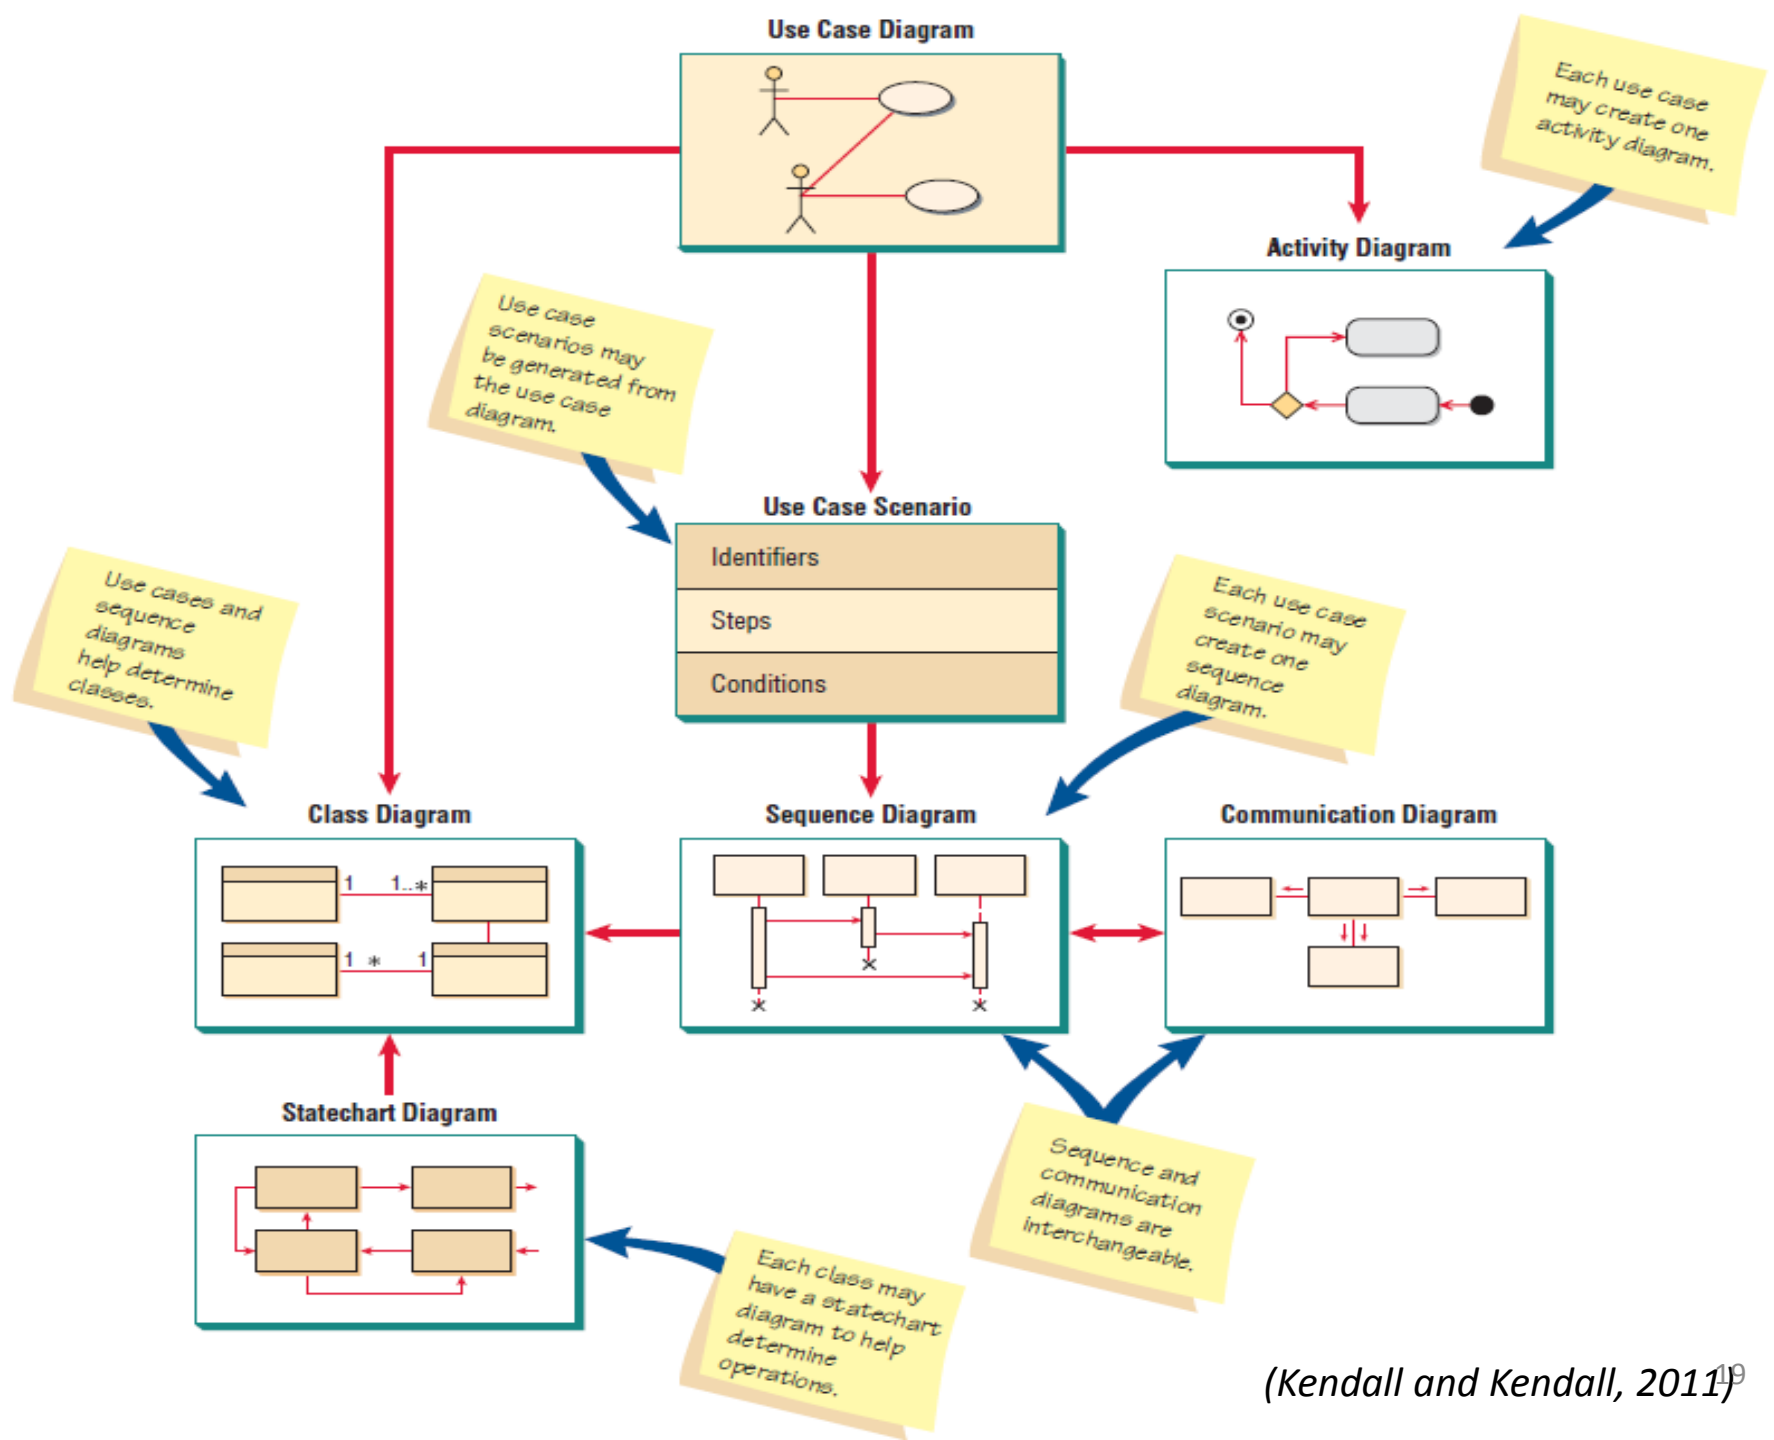 Use Case Diagram
Each use case
may create one
activity diagram.
Activity Diagram
Use case
scenarios may
be generated from
the use case
diagram.
Use Case Scenario
Identifiers
Steps
Conditions
Use cases and
sequence
diagrams
help determine
classes.
Each use case
scenario may
create one
sequence
diagram.
Class Diagram
1 1..*
1 * 1
Sequence Diagram
Communication Diagram
Statechart Diagram
Sequence and
communication
diagrams are
interchangeable.
Each class may
have a statechart
diagram to help
determine
operations.
(Kendall and Kendall, 2011)
19